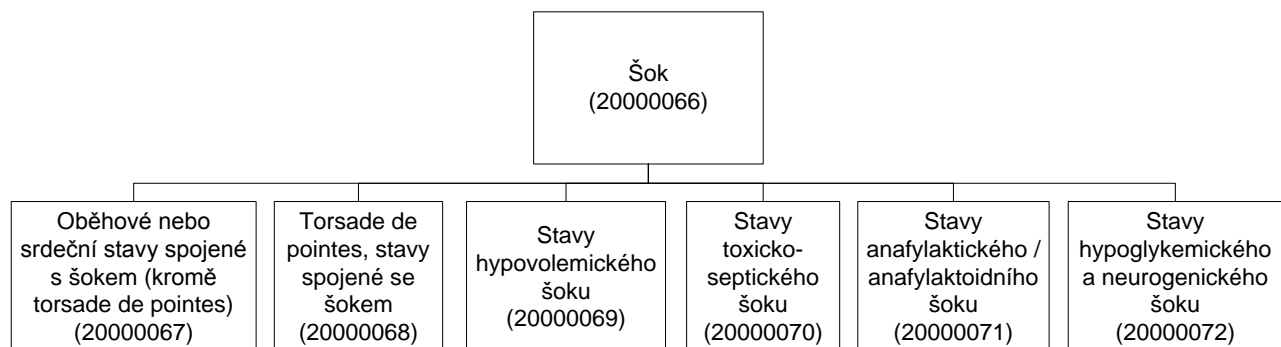 Šok
(20000066)
Oběhové nebo
srdeční stavy spojené
s šokem (kromě
torsade de pointes)
(20000067)
Torsade de
pointes, stavy
spojené se
šokem
(20000068)
Stavy
hypovolemického
šoku
(20000069)
Stavy
toxicko-
septického
šoku
(20000070)
Stavy
anafylaktického /
anafylaktoidního
šoku
(20000071)
Stavy
hypoglykemického
a neurogenického
šoku
(20000072)